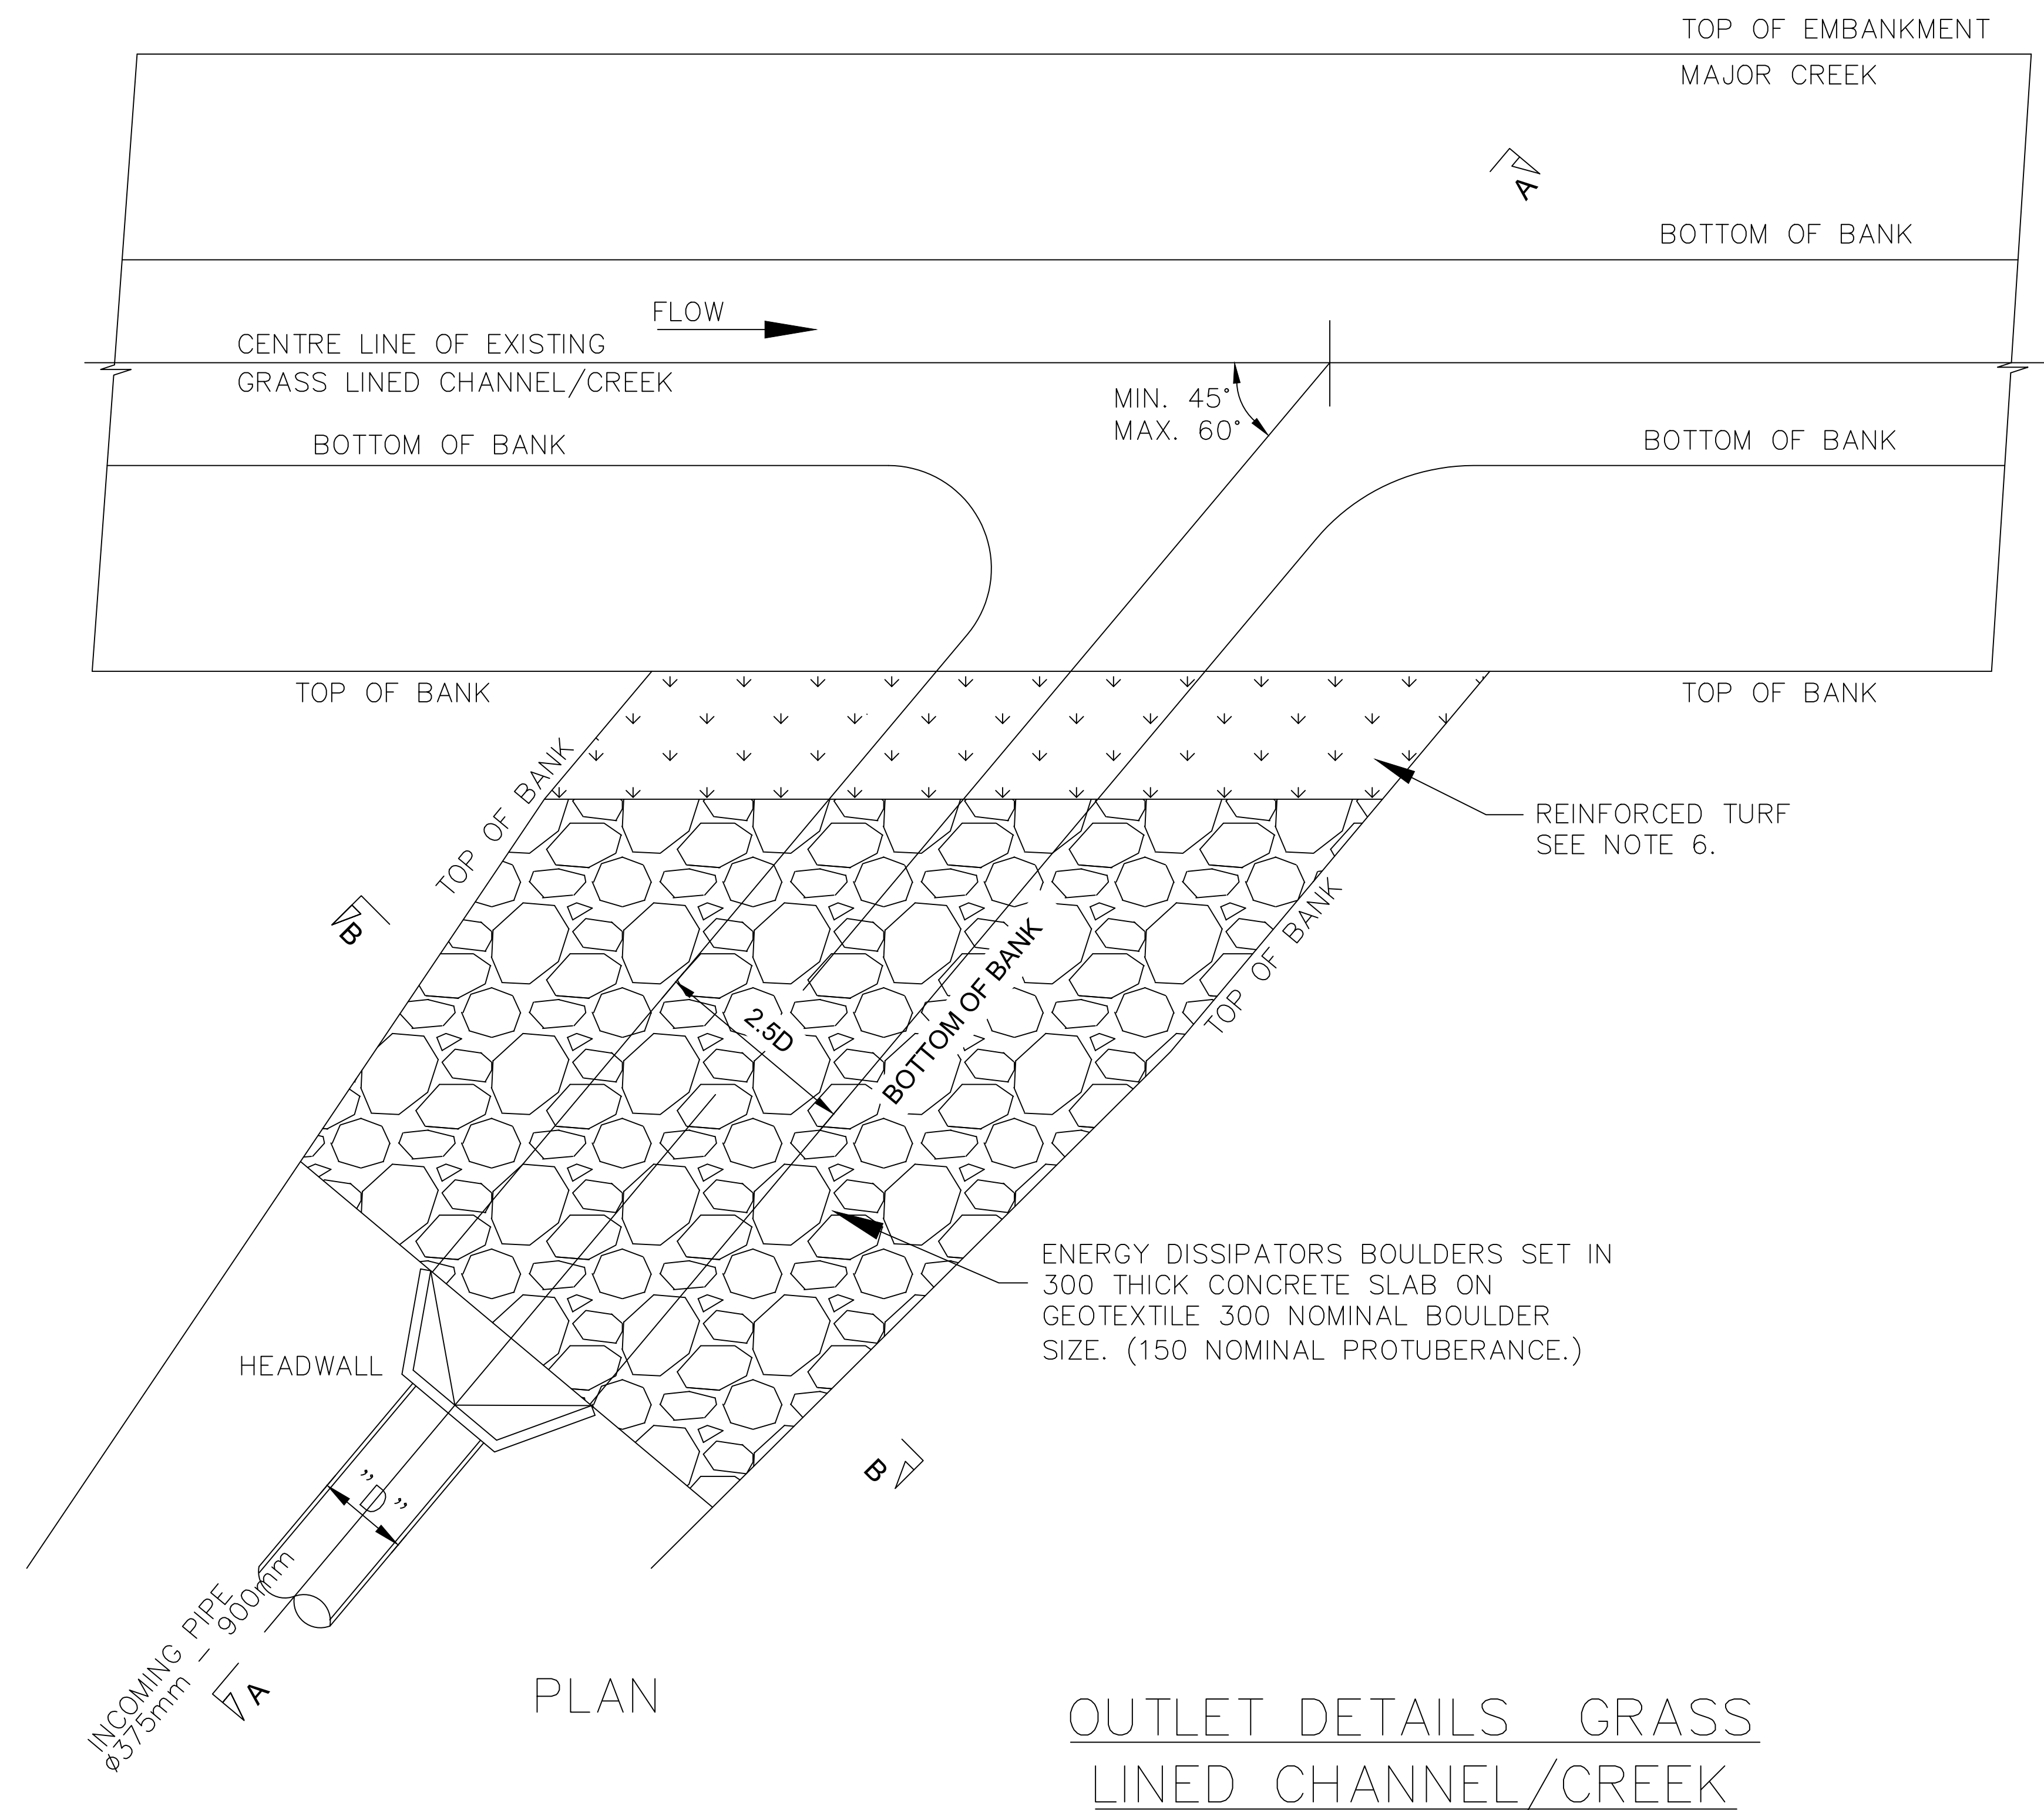 TOP OF EMBANKMENT
MAJOR CREEK
A
BOTTOM OF BANK
FLOW
CENTRE LINE OF EXISTING
GRASS LINED CHANNEL/CREEK
MIN. 45°
MAX. 60°
BOTTOM OF BANK
BOTTOM OF BANK
TOP OF BANK
TOP OF BANK
TOP OF BANK
REINFORCED TURF
SEE NOTE 6.
B
TOP OF BANK
BOTTOM OF BANK
2.5D
ENERGY DISSIPATORS BOULDERS SET IN
300 THICK CONCRETE SLAB ON
GEOTEXTILE 300 NOMINAL BOULDER
SIZE. (150 NOMINAL PROTUBERANCE.)
HEADWALL
B
"D"
INCOMING PIPE
ø375mm – 900mm
A
PLAN
OUTLET DETAILS GRASS
LINED CHANNEL/CREEK